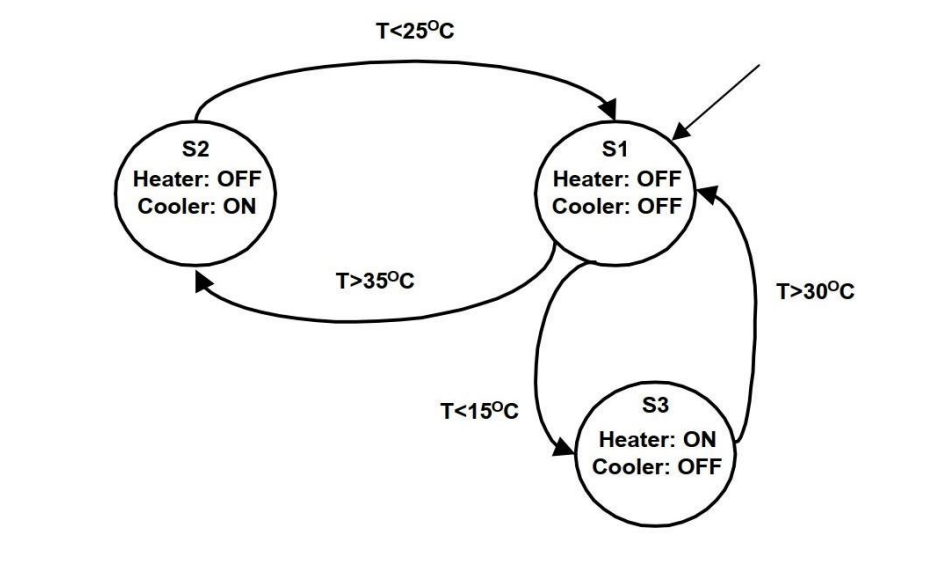 T<25°C
S2
Heater: OFF
Cooler: ON
S1
Heater: OFF
Cooler: OFF
T>35°C
T>30°C
T<15°C
S3
Heater: ON
Cooler: OFF